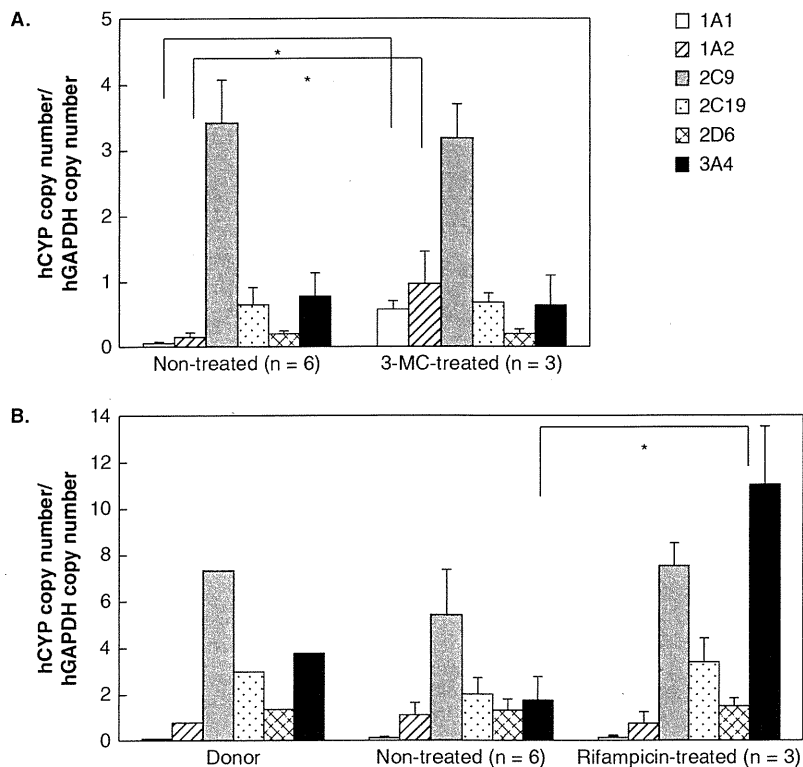 A.
5
4
3
2
1
0
hCYP copy number/
hGAPDH copy number
*
*
Non-treated (n = 6)
3-MC-treated (n = 3)
1A1
1A2
2C9
2C19
2D6
3A4
B.
14
12
10
8
6
4
2
0
hCYP copy number/
hGAPDH copy number
*
Donor
Non-treated (n = 6)
Rifampicin-treated (n = 3)